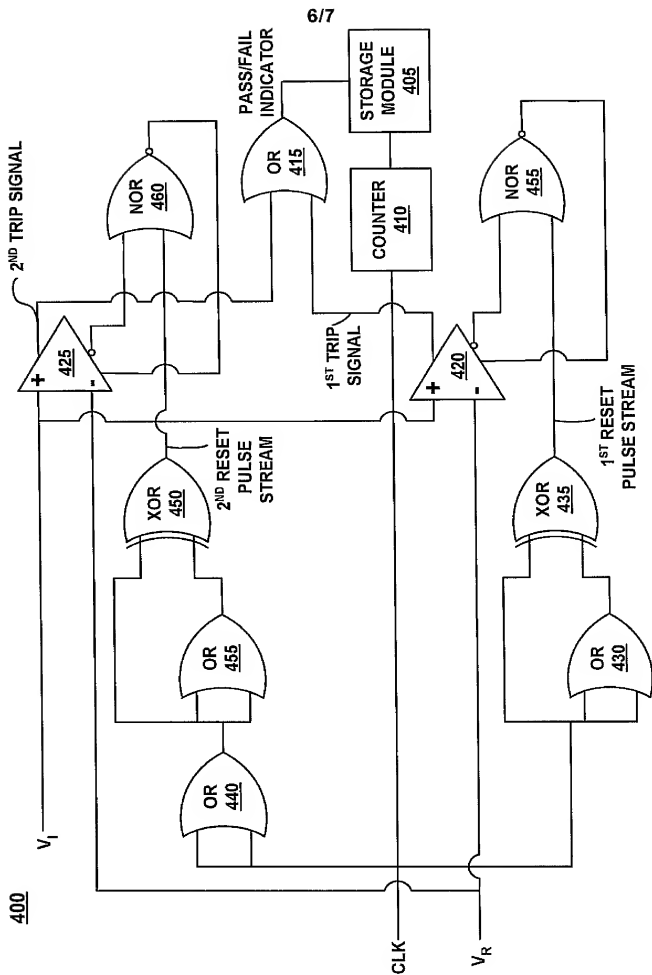 6/7
400
V_I
2ND TRIP SIGNAL
+
-
425
NOR
460
PASS/FAIL
INDICATOR
OR
415
STORAGE
MODULE
405
COUNTER
410
XOR
450
2ND RESET
PULSE
STREAM
OR
455
OR
440
1ST TRIP
SIGNAL
+
-
420
NOR
455
XOR
435
1ST RESET
PULSE STREAM
OR
430
CLK
V_R